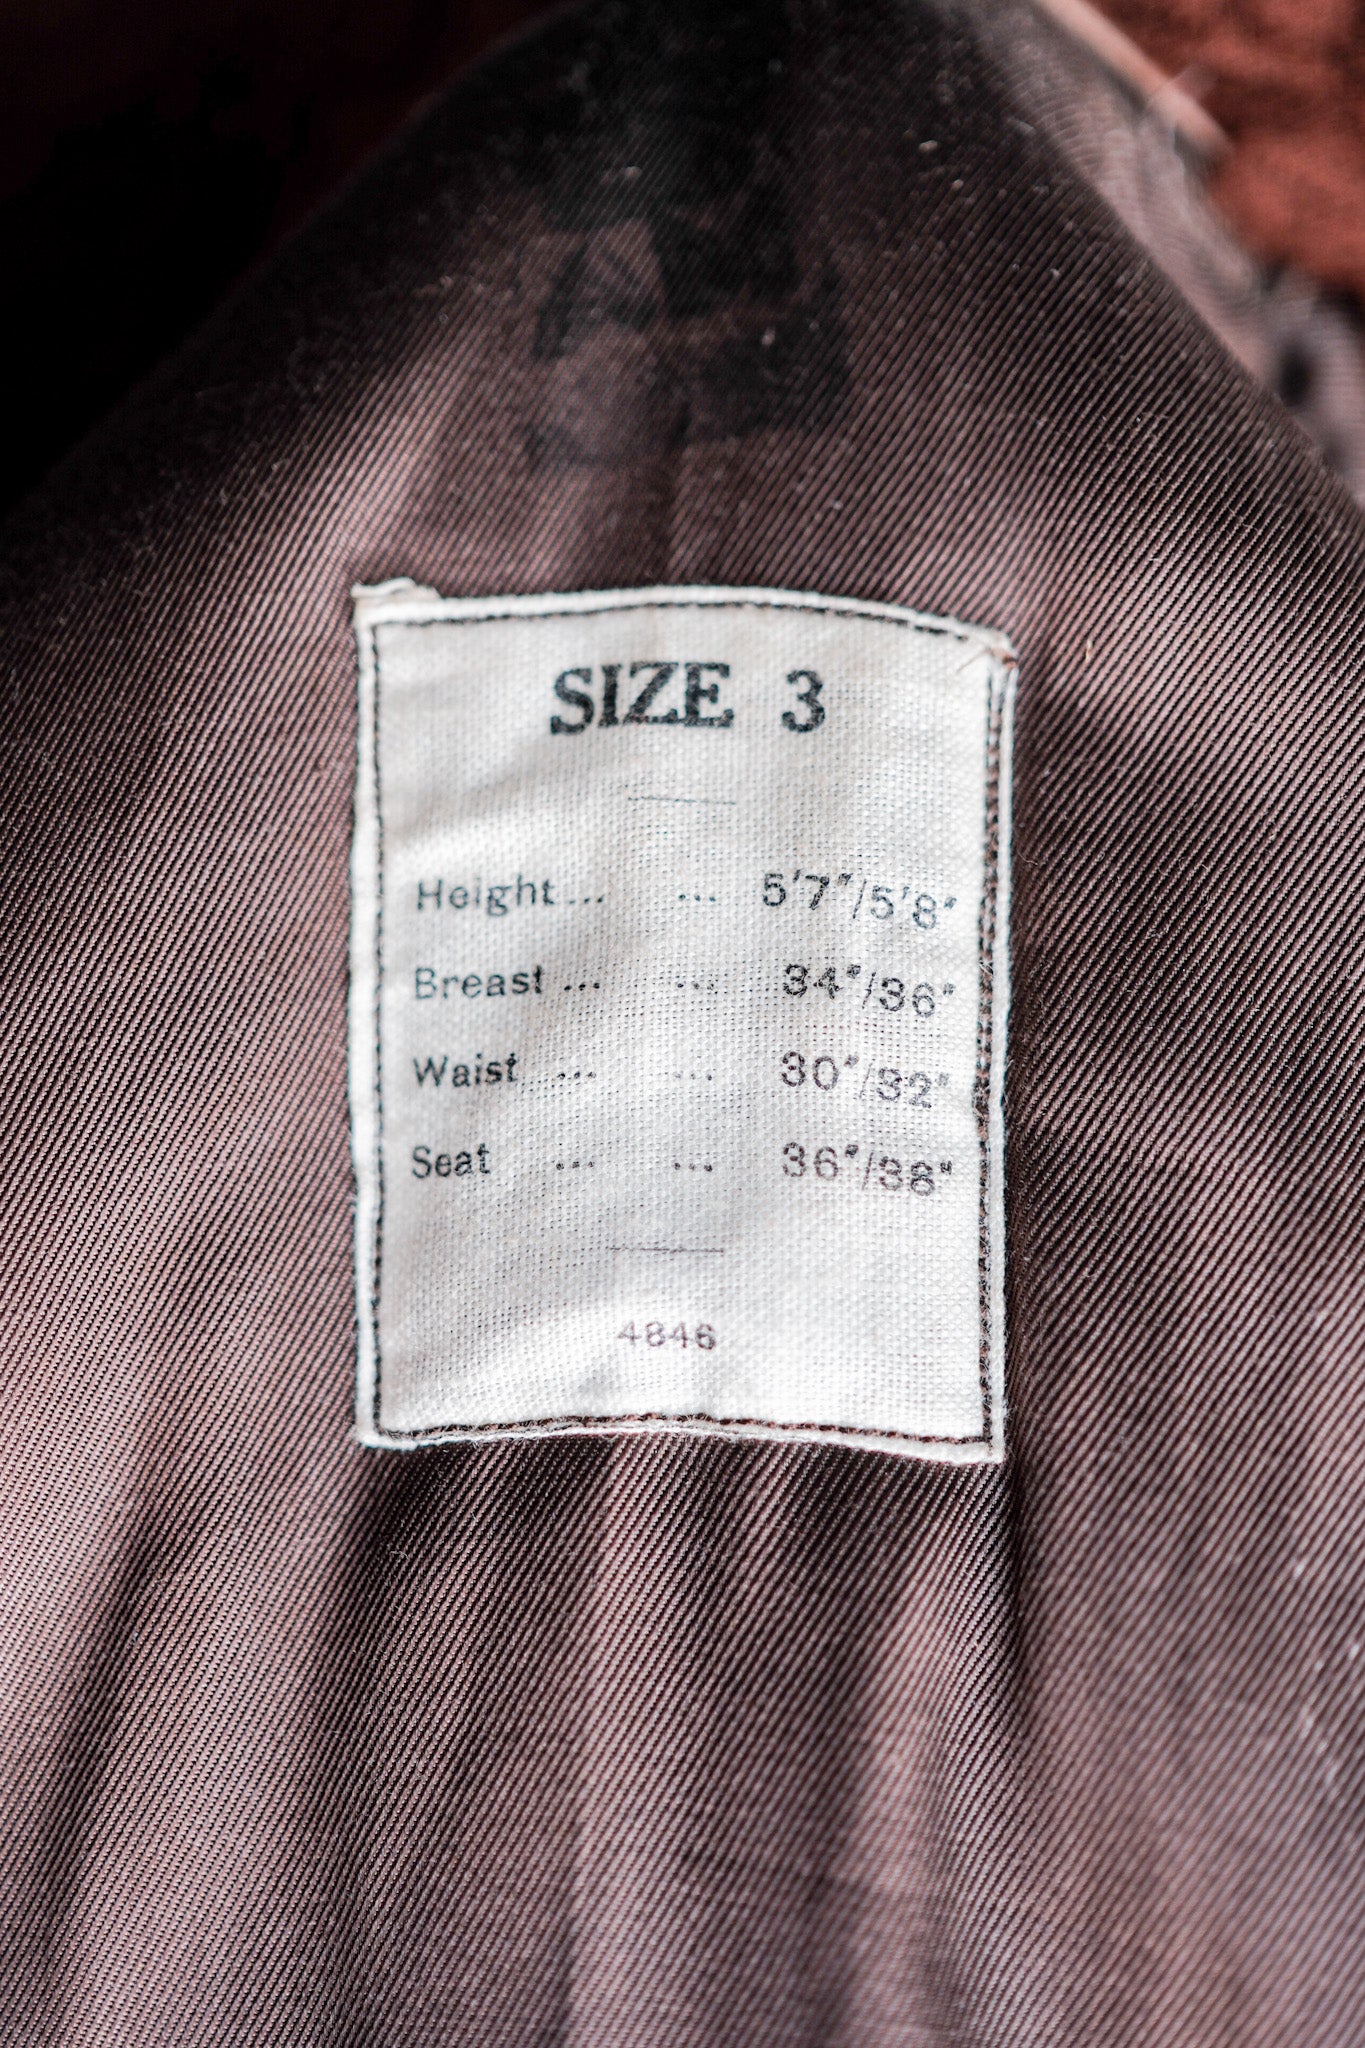 SIZE 3
Height... ... 5'7"/5'8"
Breast ... ... 34"/36"
Waist ... ... 30"/32"
Seat ... ... 36"/38"
4846